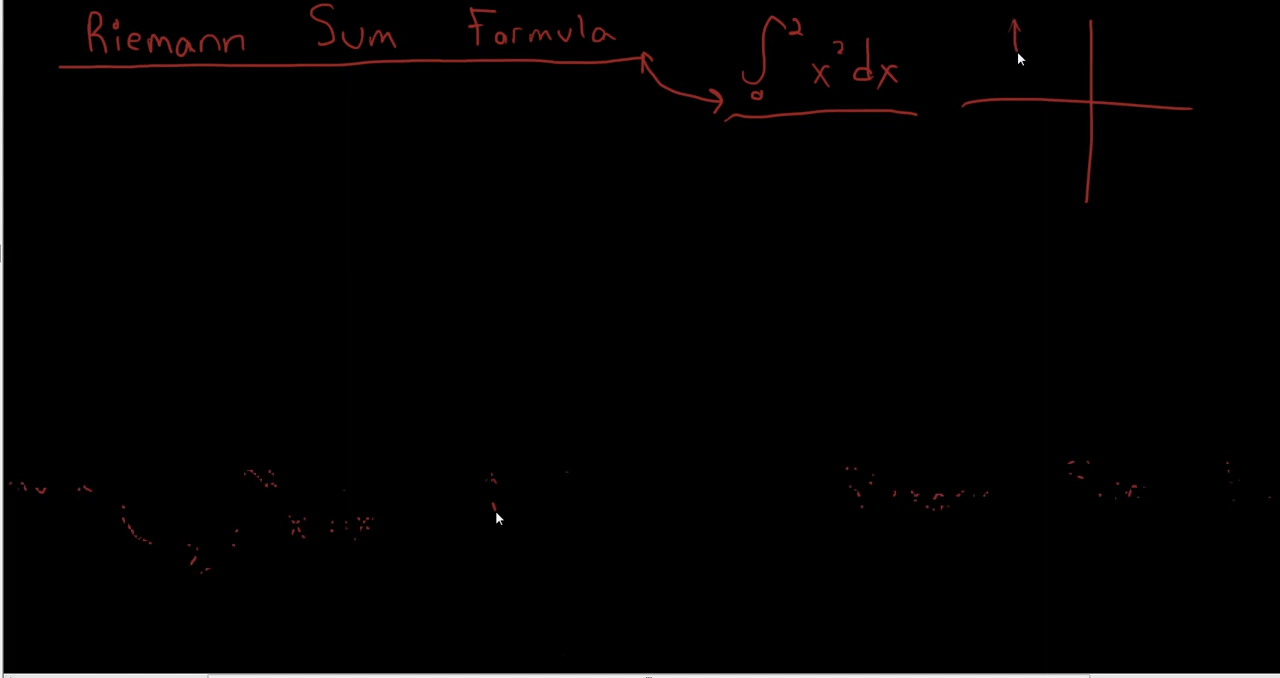 Riemann Sum Formula
∫₀² x² dx